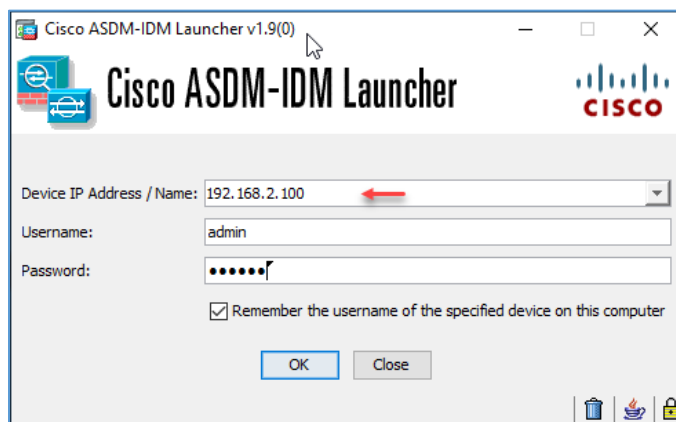 Cisco ASDM-IDM Launcher v1.9(0)
Cisco ASDM-IDM Launcher
CISCO
Device IP Address / Name: 192.168.2.100
Username: admin
Password: ••••••
Remember the username of the specified device on this computer
OK Close